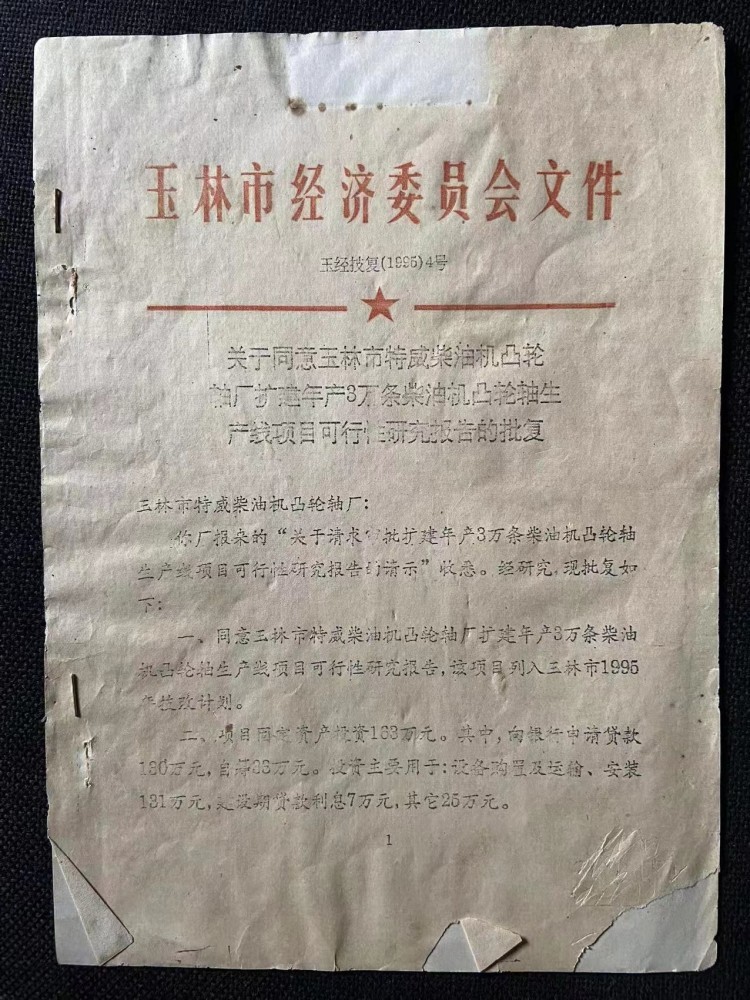 玉林市经济委员会文件
玉经技复(1995)4号
关于同意玉林市特威柴油机凸轮
轴厂扩建年产3万条柴油机凸轮轴生
产线项目可行性研究报告的批复
玉林市特威柴油机凸轮轴厂:
你厂报来的“关于请求审批扩建年产3万条柴油机凸轮轴
生产线项目可行性研究报告的请示”收悉。经研究,现批复如
下:
一、同意玉林市特威柴油机凸轮轴厂扩建年产3万条柴油
机凸轮轴生产线项目可行性研究报告,该项目列入玉林市1995
年技改计划。
二、项目固定资产投资163万元。其中,向银行申请贷款
130万元,自筹33万元。投资主要用于:设备购置及运输、安装
131万元,建设期贷款利息7万元,其它25万元。
1